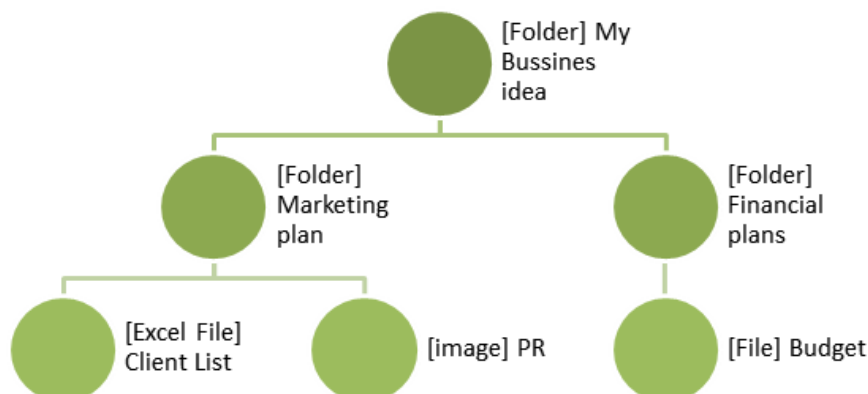 [Folder] My
Bussines
idea
[Folder]
Marketing
plan
[Folder]
Financial
plans
[Excel File]
Client List
[image] PR
[File] Budget